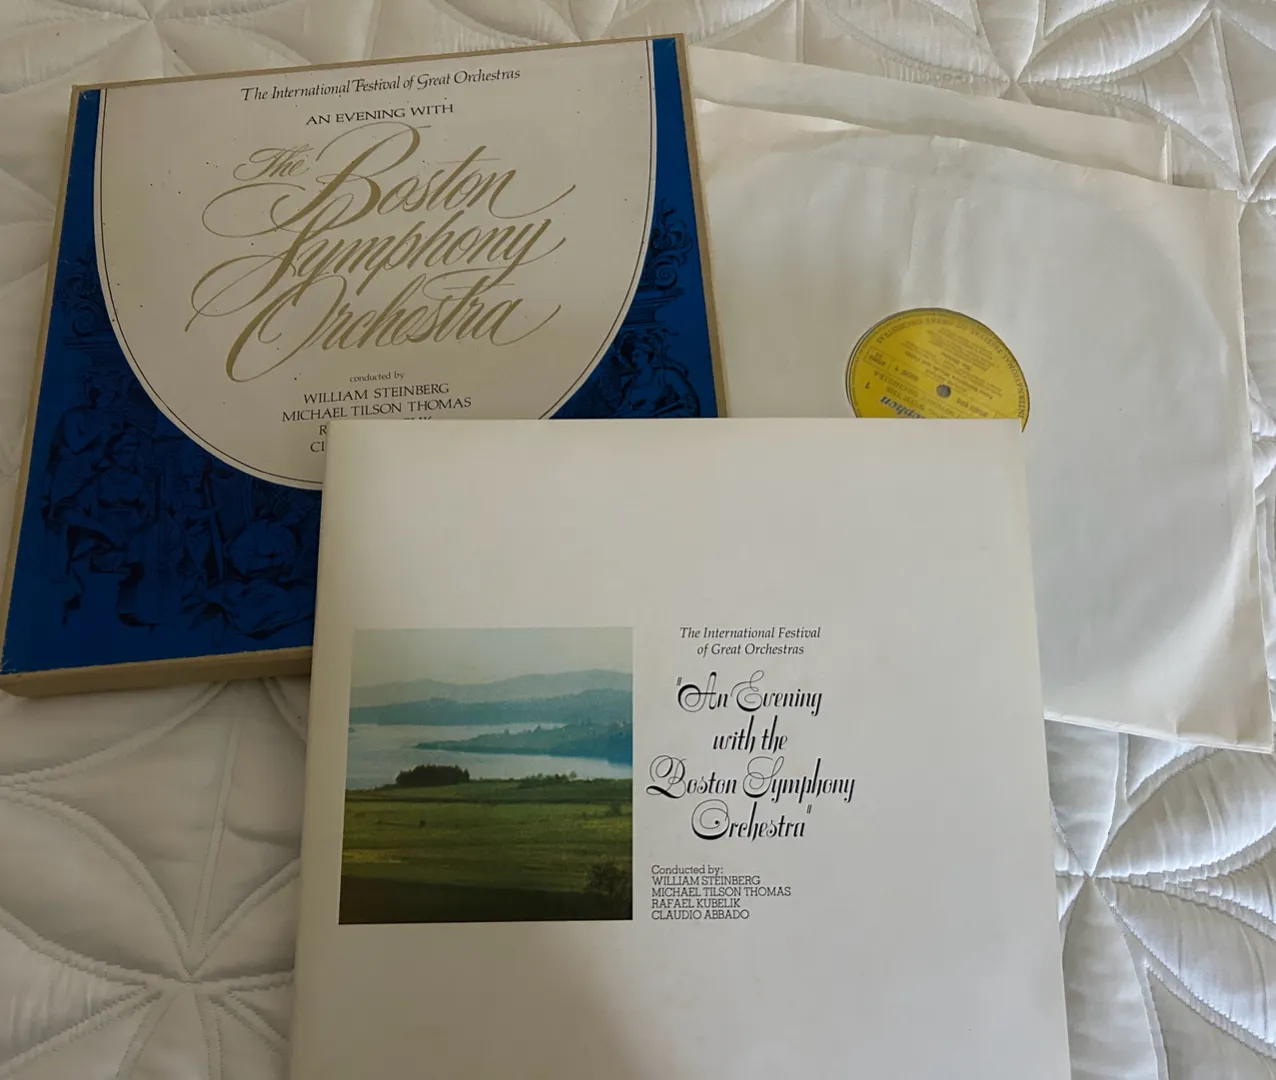 The International Festival of Great Orchestras
AN EVENING WITH
The Boston
Symphony
Orchestra
conducted by
WILLIAM STEINBERG
MICHAEL TILSON THOMAS
The International Festival
of Great Orchestras
"An Evening
with the
Boston Symphony
Orchestra"
Conducted by:
WILLIAM STEINBERG
MICHAEL TILSON THOMAS
RAFAEL KUBELIK
CLAUDIO ABBADO